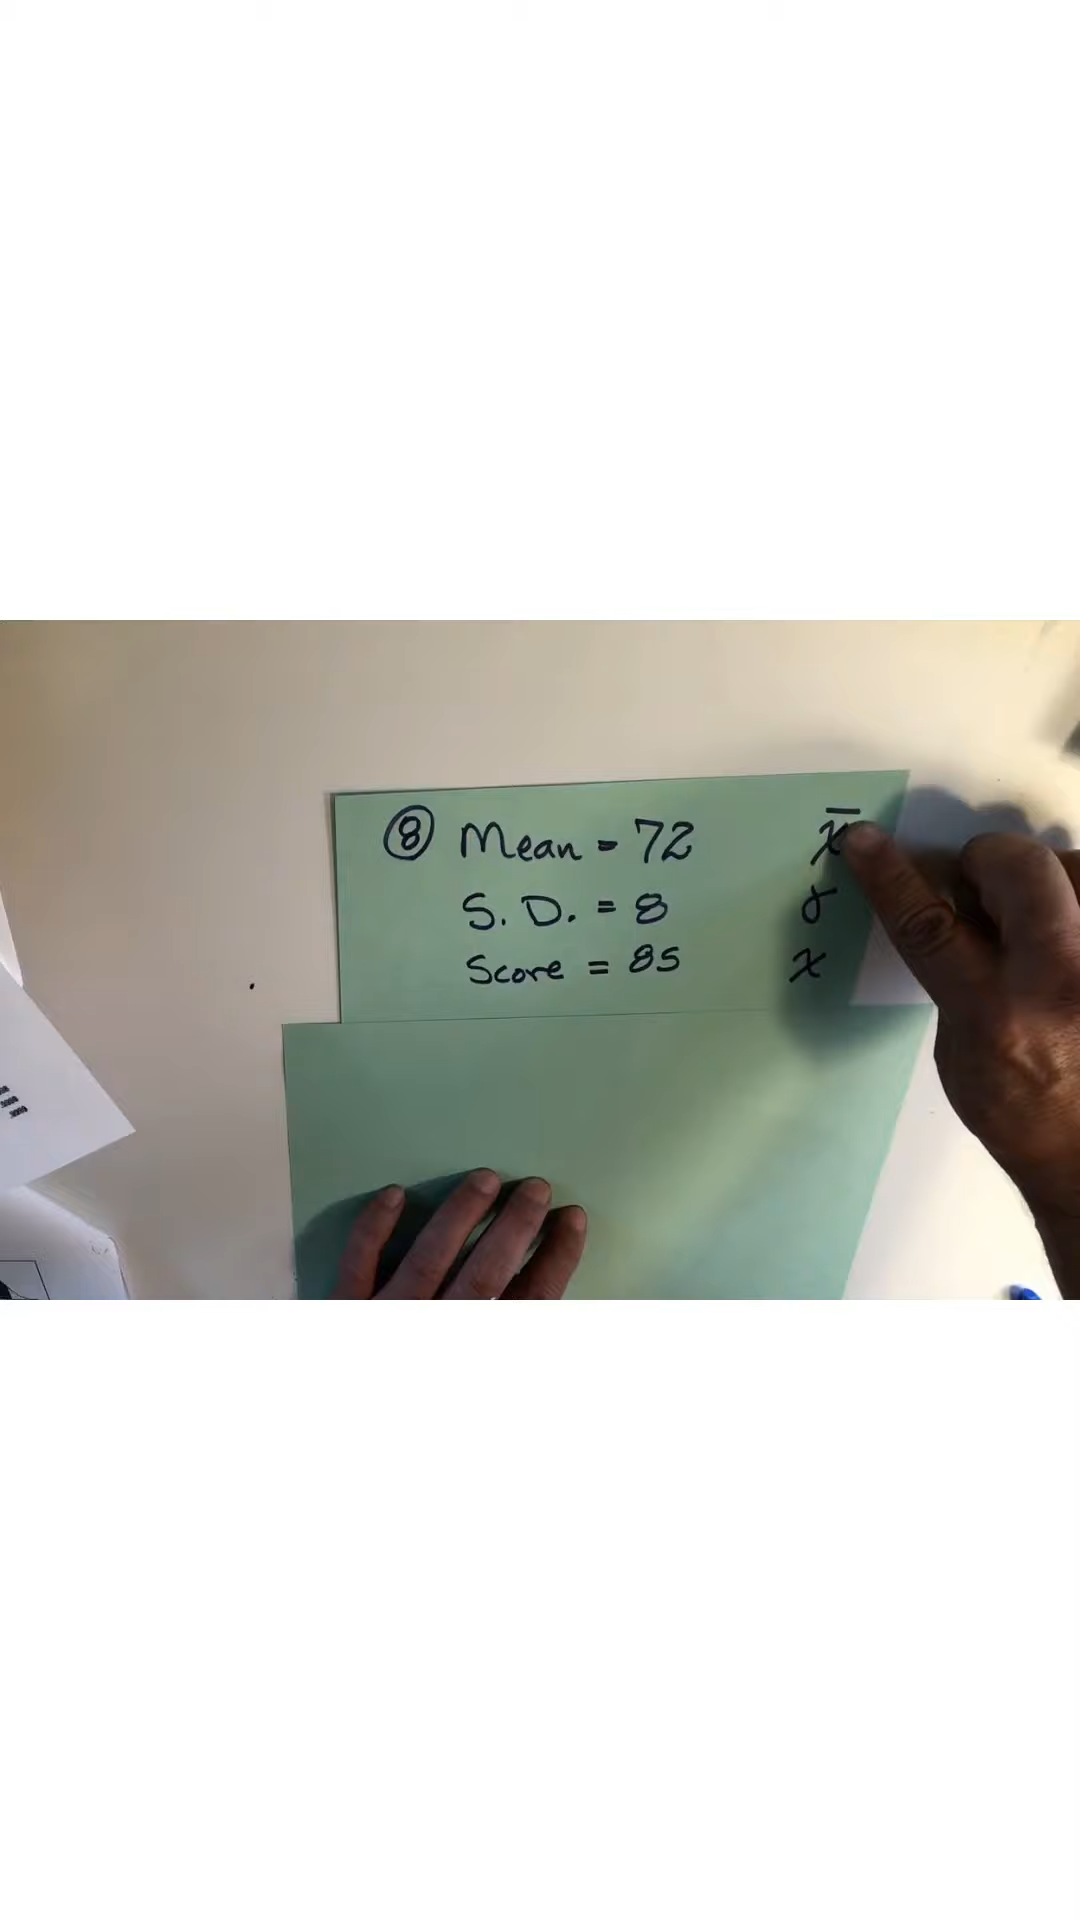 ⑧ Mean = 72 x̄
S. D. = 8 σ
Score = 85 x